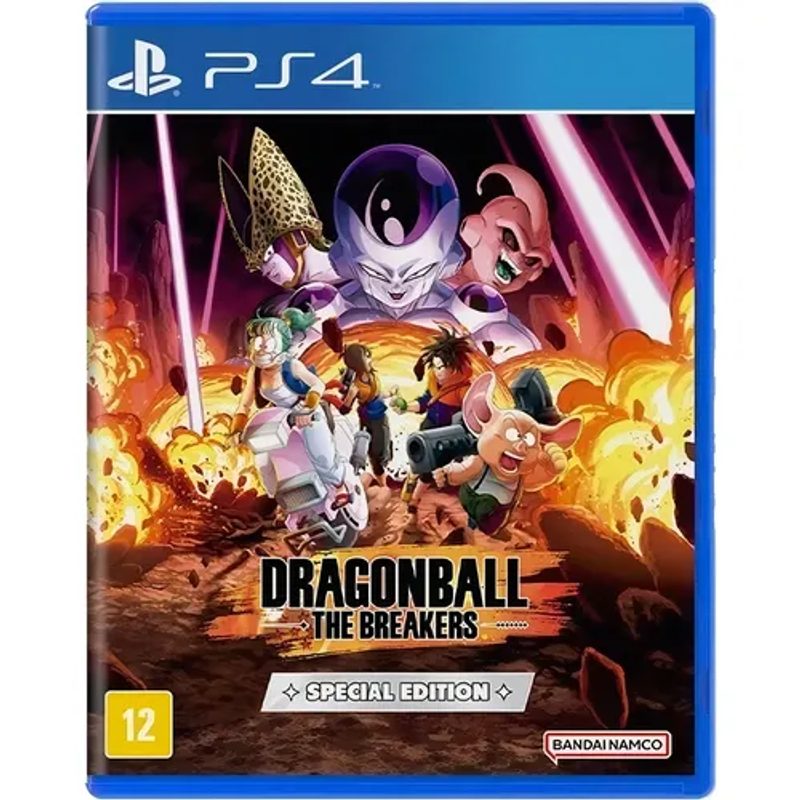 PS4
DRAGONBALL
THE BREAKERS
SPECIAL EDITION
12
BANDAI NAMCO